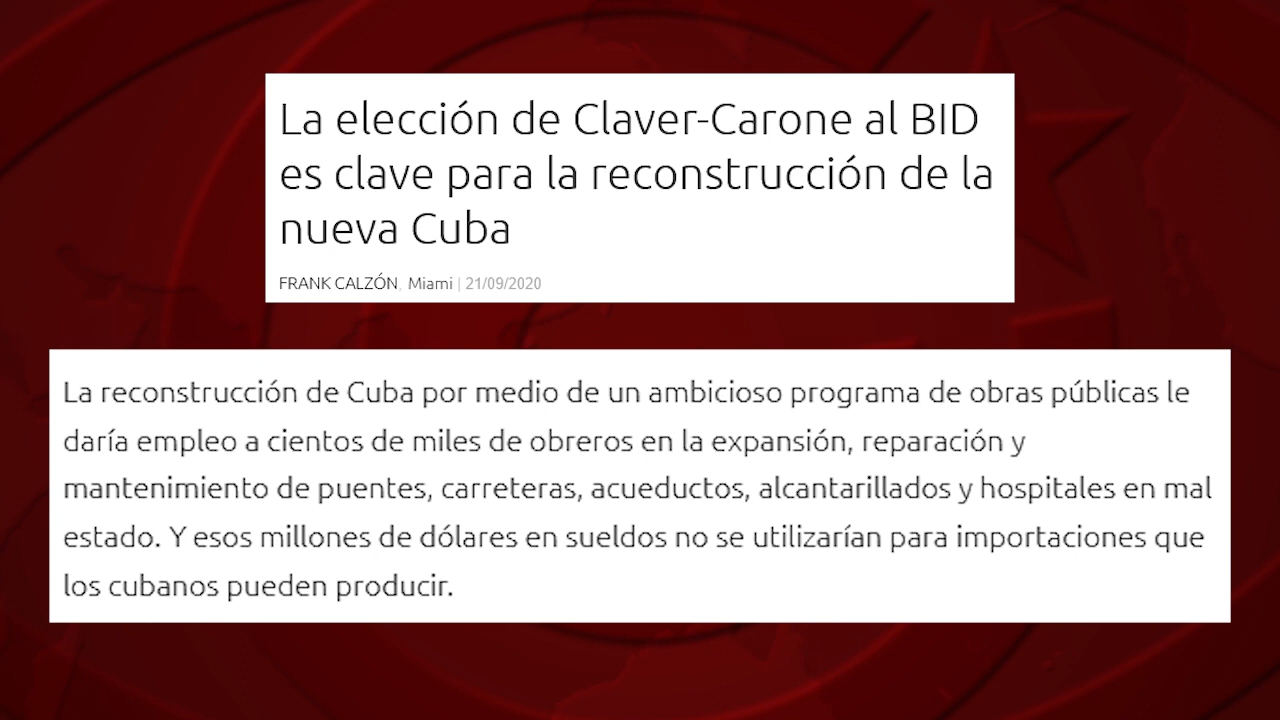 La elección de Claver-Carone al BID
es clave para la reconstrucción de la
nueva Cuba
FRANK CALZÓN, Miami | 21/09/2020
La reconstrucción de Cuba por medio de un ambicioso programa de obras públicas le
daría empleo a cientos de miles de obreros en la expansión, reparación y
mantenimiento de puentes, carreteras, acueductos, alcantarillados y hospitales en mal
estado. Y esos millones de dólares en sueldos no se utilizarían para importaciones que
los cubanos pueden producir.